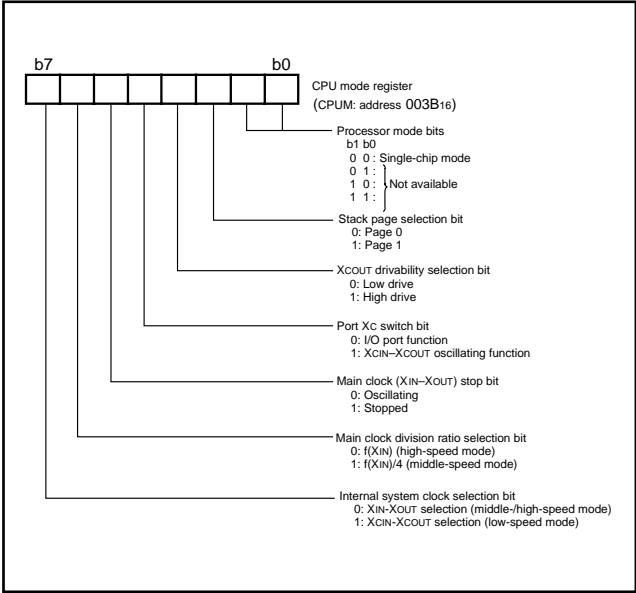 b7 b0
CPU mode register
(CPUM: address 003B16)
Processor mode bits
b1 b0
0 0 : Single-chip mode
0 1 :
1 0 : Not available
1 1 :
Stack page selection bit
0: Page 0
1: Page 1
XCOUT drivability selection bit
0: Low drive
1: High drive
Port XC switch bit
0: I/O port function
1: XCIN–XCOUT oscillating function
Main clock (XIN–XOUT) stop bit
0: Oscillating
1: Stopped
Main clock division ratio selection bit
0: f(XIN) (high-speed mode)
1: f(XIN)/4 (middle-speed mode)
Internal system clock selection bit
0: XIN-XOUT selection (middle-/high-speed mode)
1: XCIN-XCOUT selection (low-speed mode)